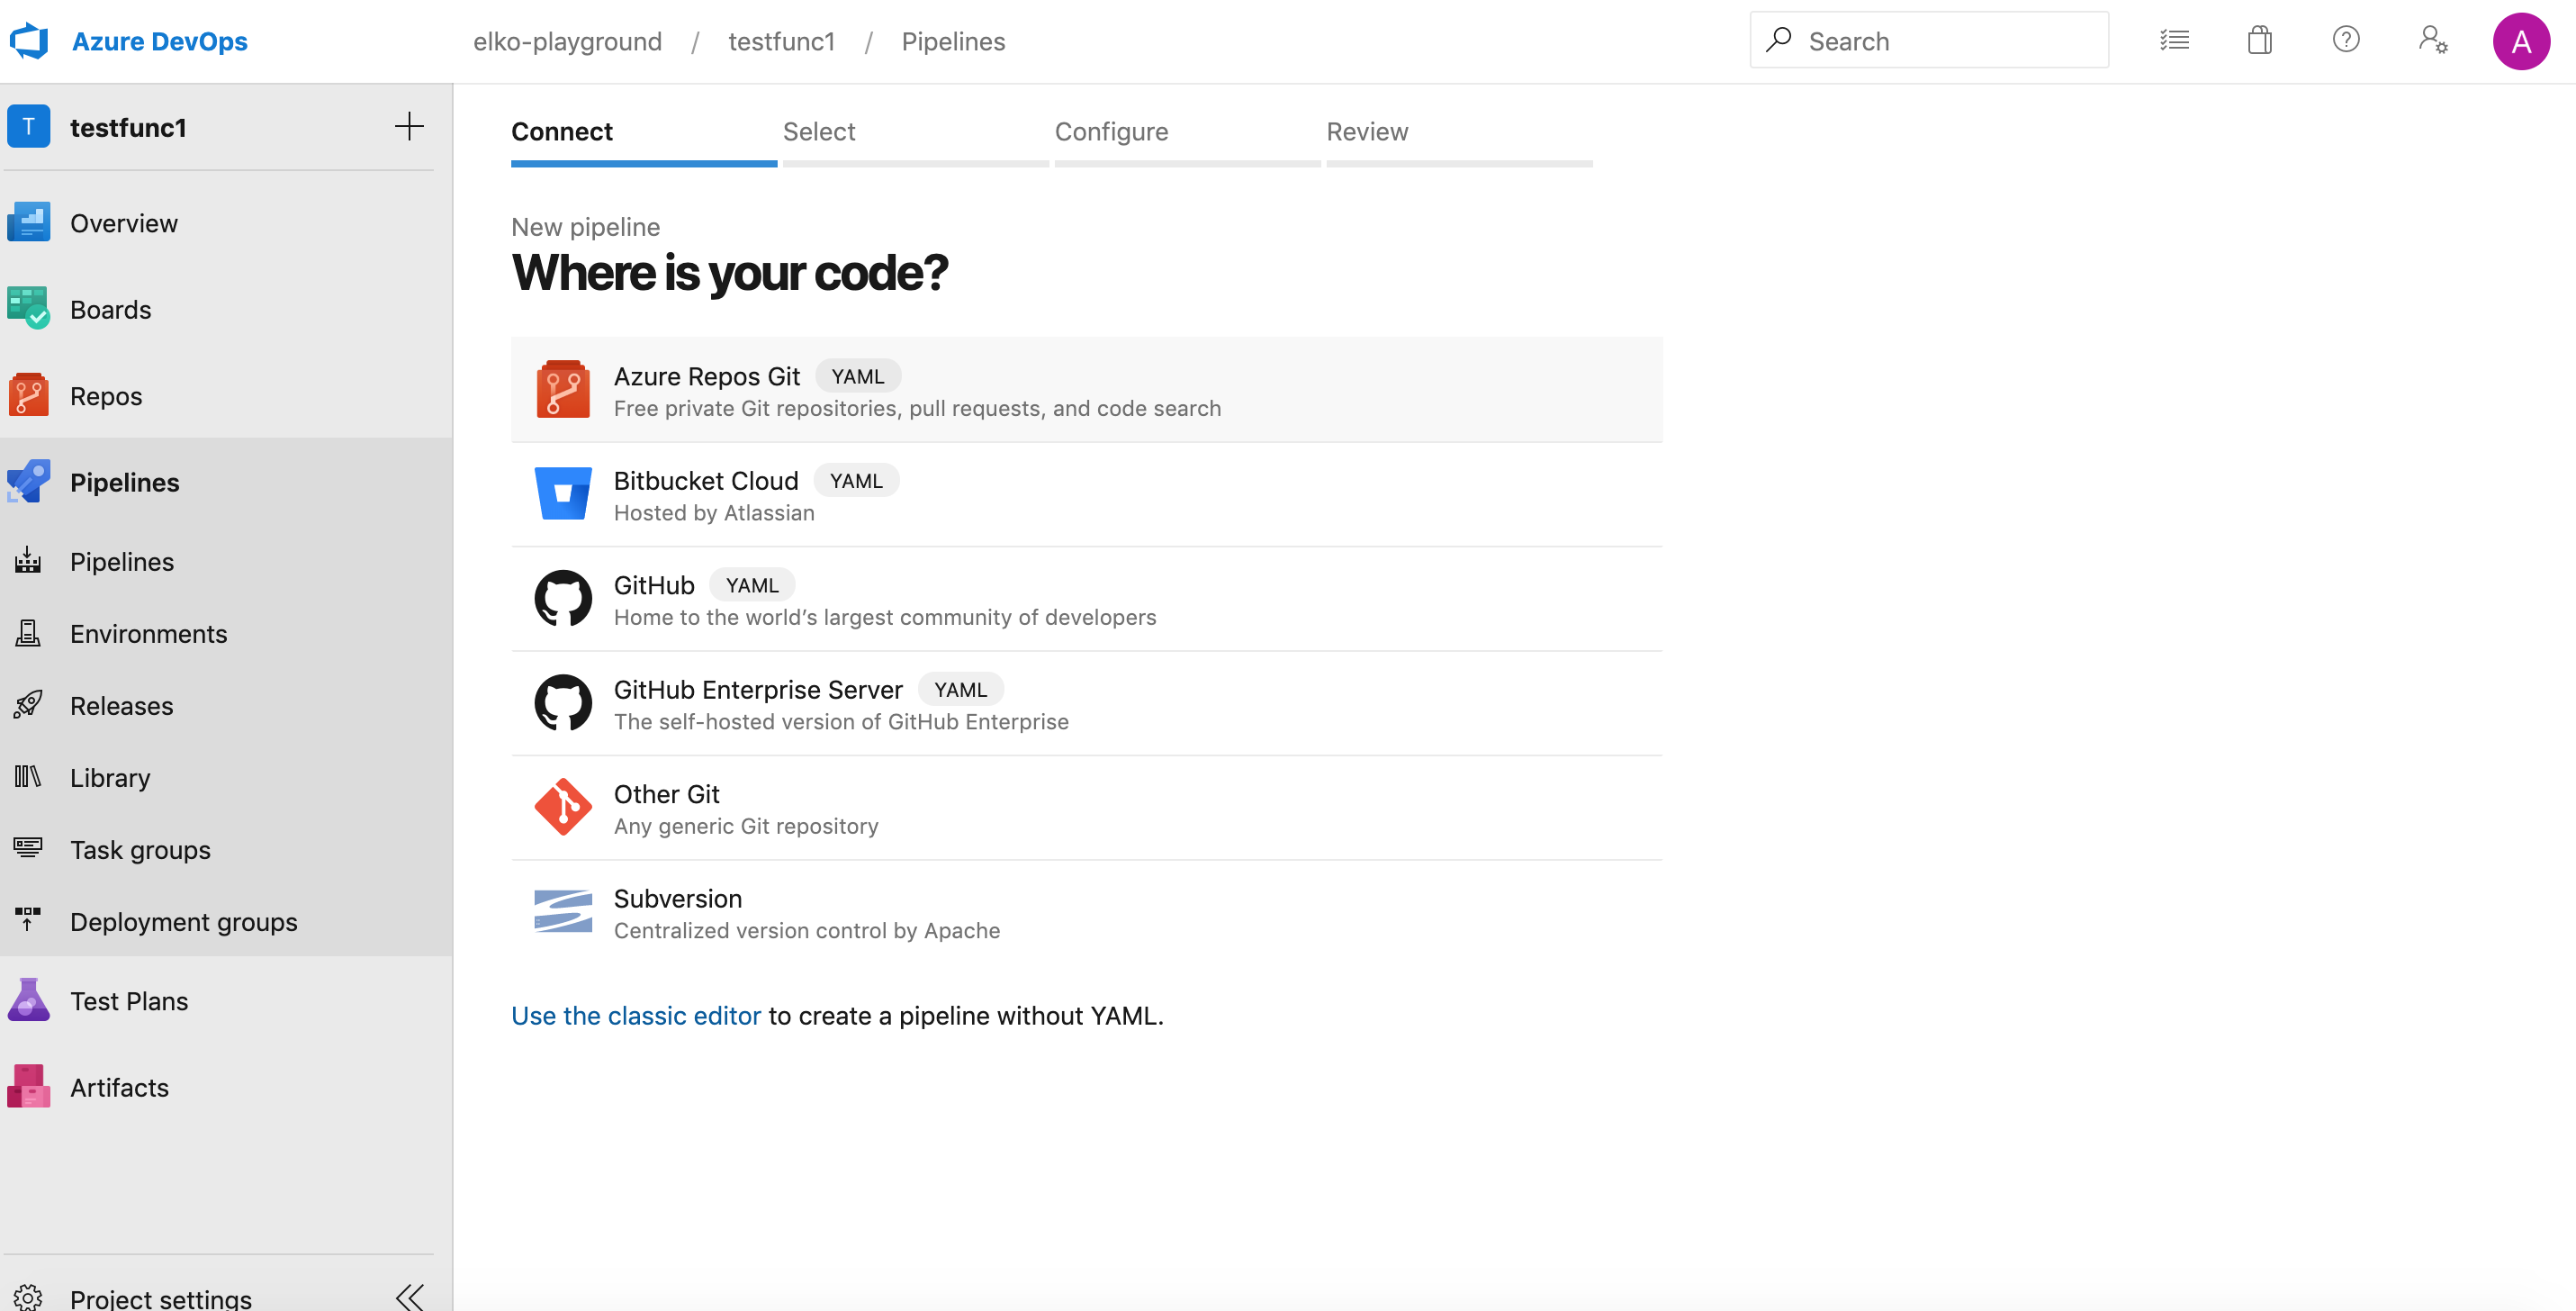 Azure DevOps
elko-playground / testfunc1 / Pipelines
Search
A
T testfunc1
Overview
Boards
Repos
Pipelines
Pipelines
Environments
Releases
Library
Task groups
Deployment groups
Test Plans
Artifacts
Project settings
Connect
Select
Configure
Review
New pipeline
Where is your code?
Azure Repos Git YAML
Free private Git repositories, pull requests, and code search
Bitbucket Cloud YAML
Hosted by Atlassian
GitHub YAML
Home to the world’s largest community of developers
GitHub Enterprise Server YAML
The self-hosted version of GitHub Enterprise
Other Git
Any generic Git repository
Subversion
Centralized version control by Apache
Use the classic editor to create a pipeline without YAML.